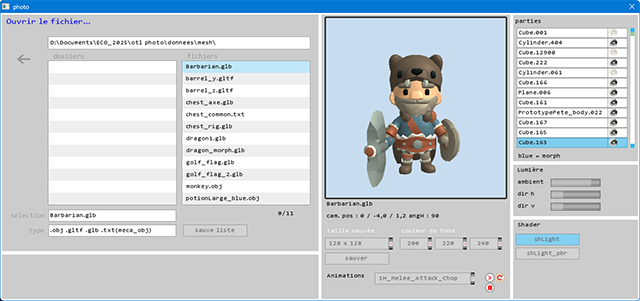 photo
Ouvrir le fichier...
D:\Documents\ECO_2025\otl photo\donnees\mesh\
dossiers
fichiers
Barbarian.glb
barrel_y.gltf
barrel_z.gltf
chest_axe.glb
chest_common.txt
chest_rig.glb
dragon1.glb
dragon_morph.glb
golf_flag.glb
golf_flag_2.glb
monkey.obj
potionLarge_blue.obj
sélection
Barbarian.glb
0/11
type
.obj .gltf .glb .txt(meca_obj)
sauve liste
Barbarian.glb
cam. pos : 0 / -4,0 / 1,2 angH : 90
taille sauvée
couleur de fond
128 x 128
200
220
240
sauver
Animations
1H_Melee_Attack_Chop
parties
Cube.001
Cylinder.404
Cube.12900
Cube.222
Cylinder.061
Cube.166
Plane.006
Cube.161
PrototypePete_body.022
Cube.167
Cube.165
Cube.163
blue = morph
Lumière
ambient
dir h
dir v
Shader
shLight
shLight_pbr